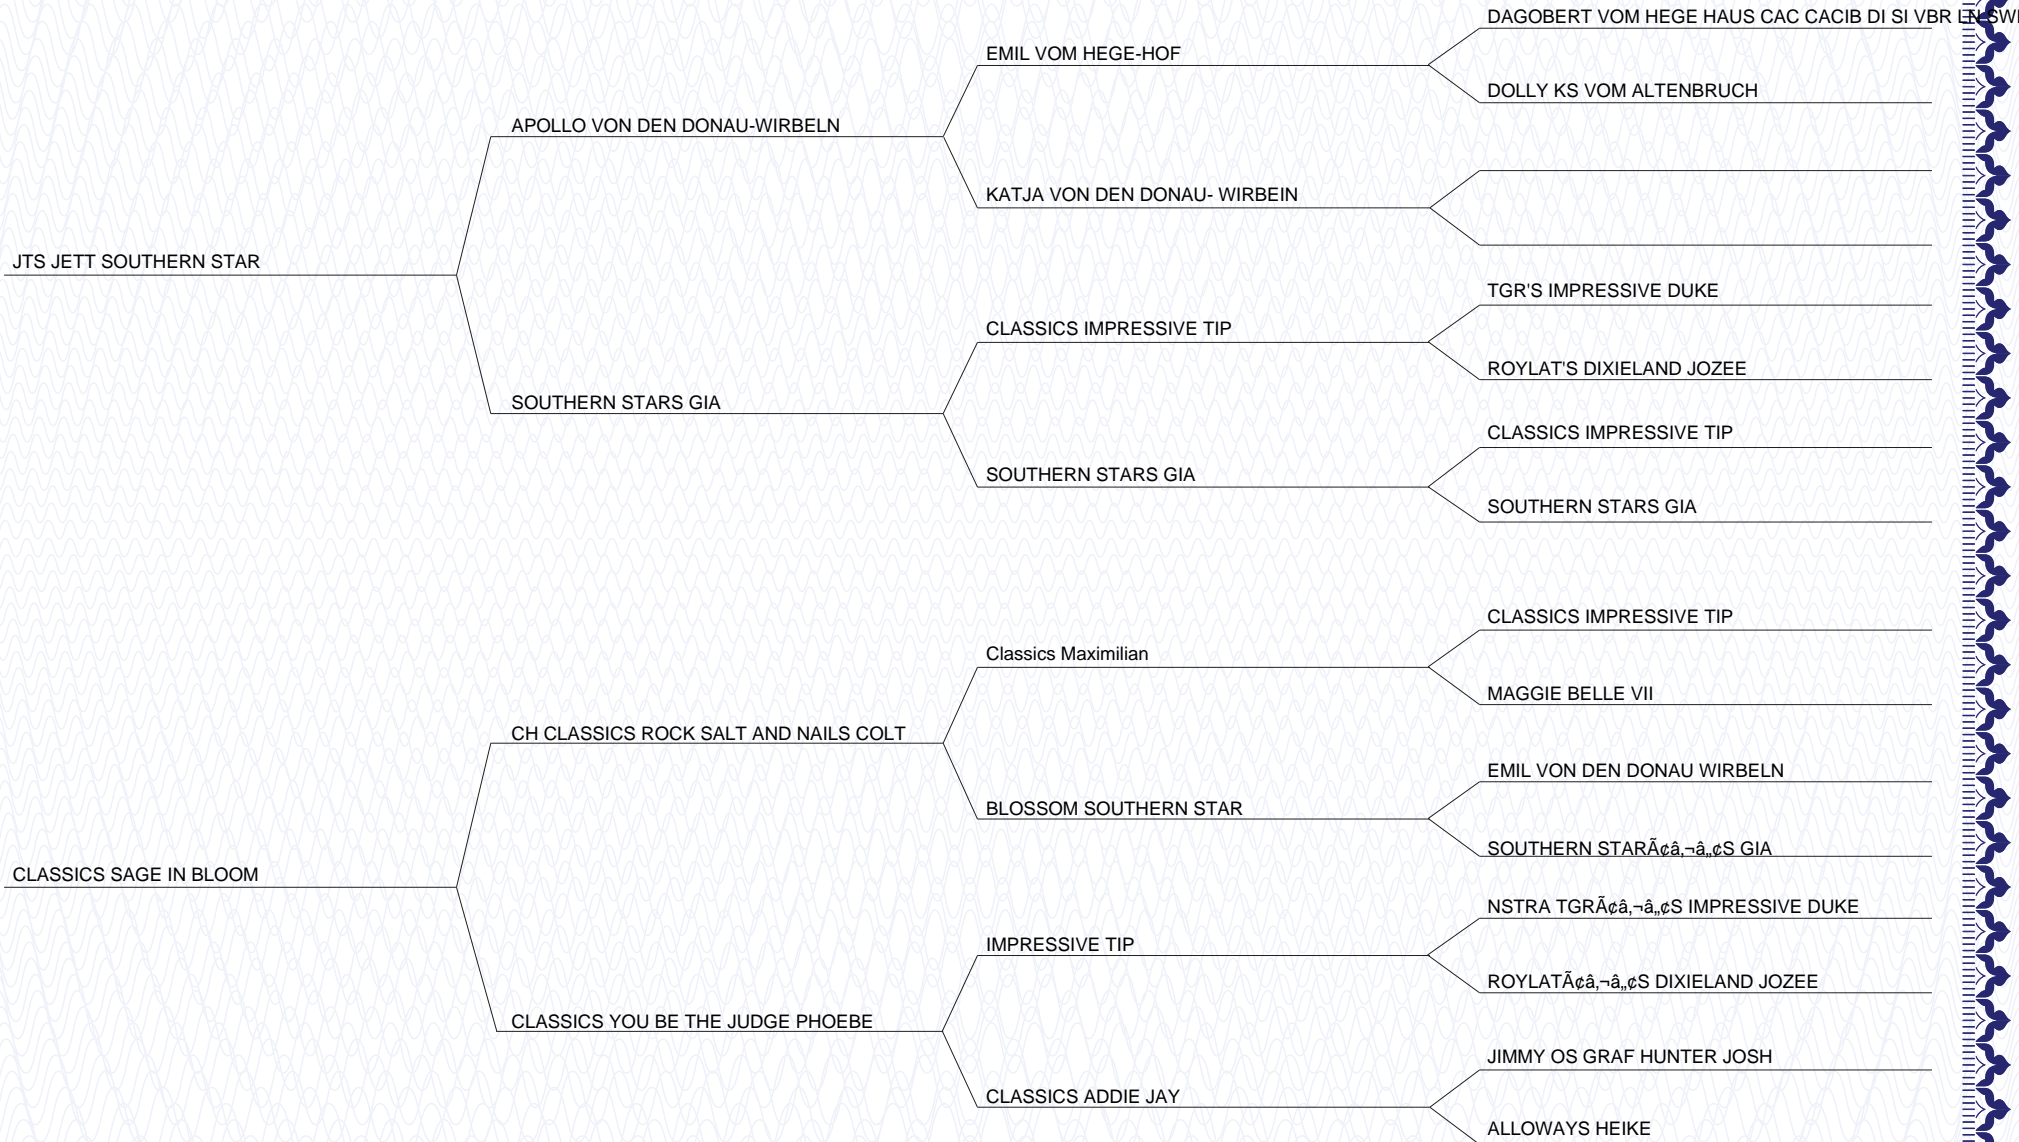 DAGOBERT VOM HEGE HAUS CAC CACIB DI SI VBR LN SW
EMIL VOM HEGE-HOF
DOLLY KS VOM ALTENBRUCH
APOLLO VON DEN DONAU-WIRBELN
KATJA VON DEN DONAU- WIRBEIN
JTS JETT SOUTHERN STAR
TGR'S IMPRESSIVE DUKE
CLASSICS IMPRESSIVE TIP
ROYLAT'S DIXIELAND JOZEE
SOUTHERN STARS GIA
CLASSICS IMPRESSIVE TIP
SOUTHERN STARS GIA
SOUTHERN STARS GIA
CLASSICS IMPRESSIVE TIP
Classics Maximilian
MAGGIE BELLE VII
CH CLASSICS ROCK SALT AND NAILS COLT
EMIL VON DEN DONAU WIRBELN
BLOSSOM SOUTHERN STAR
SOUTHERN STARÃ¢â‚¬â„¢S GIA
CLASSICS SAGE IN BLOOM
NSTRA TGRÃ¢â‚¬â„¢S IMPRESSIVE DUKE
IMPRESSIVE TIP
ROYLATÃ¢â‚¬â„¢S DIXIELAND JOZEE
CLASSICS YOU BE THE JUDGE PHOEBE
JIMMY OS GRAF HUNTER JOSH
CLASSICS ADDIE JAY
ALLOWAYS HEIKE